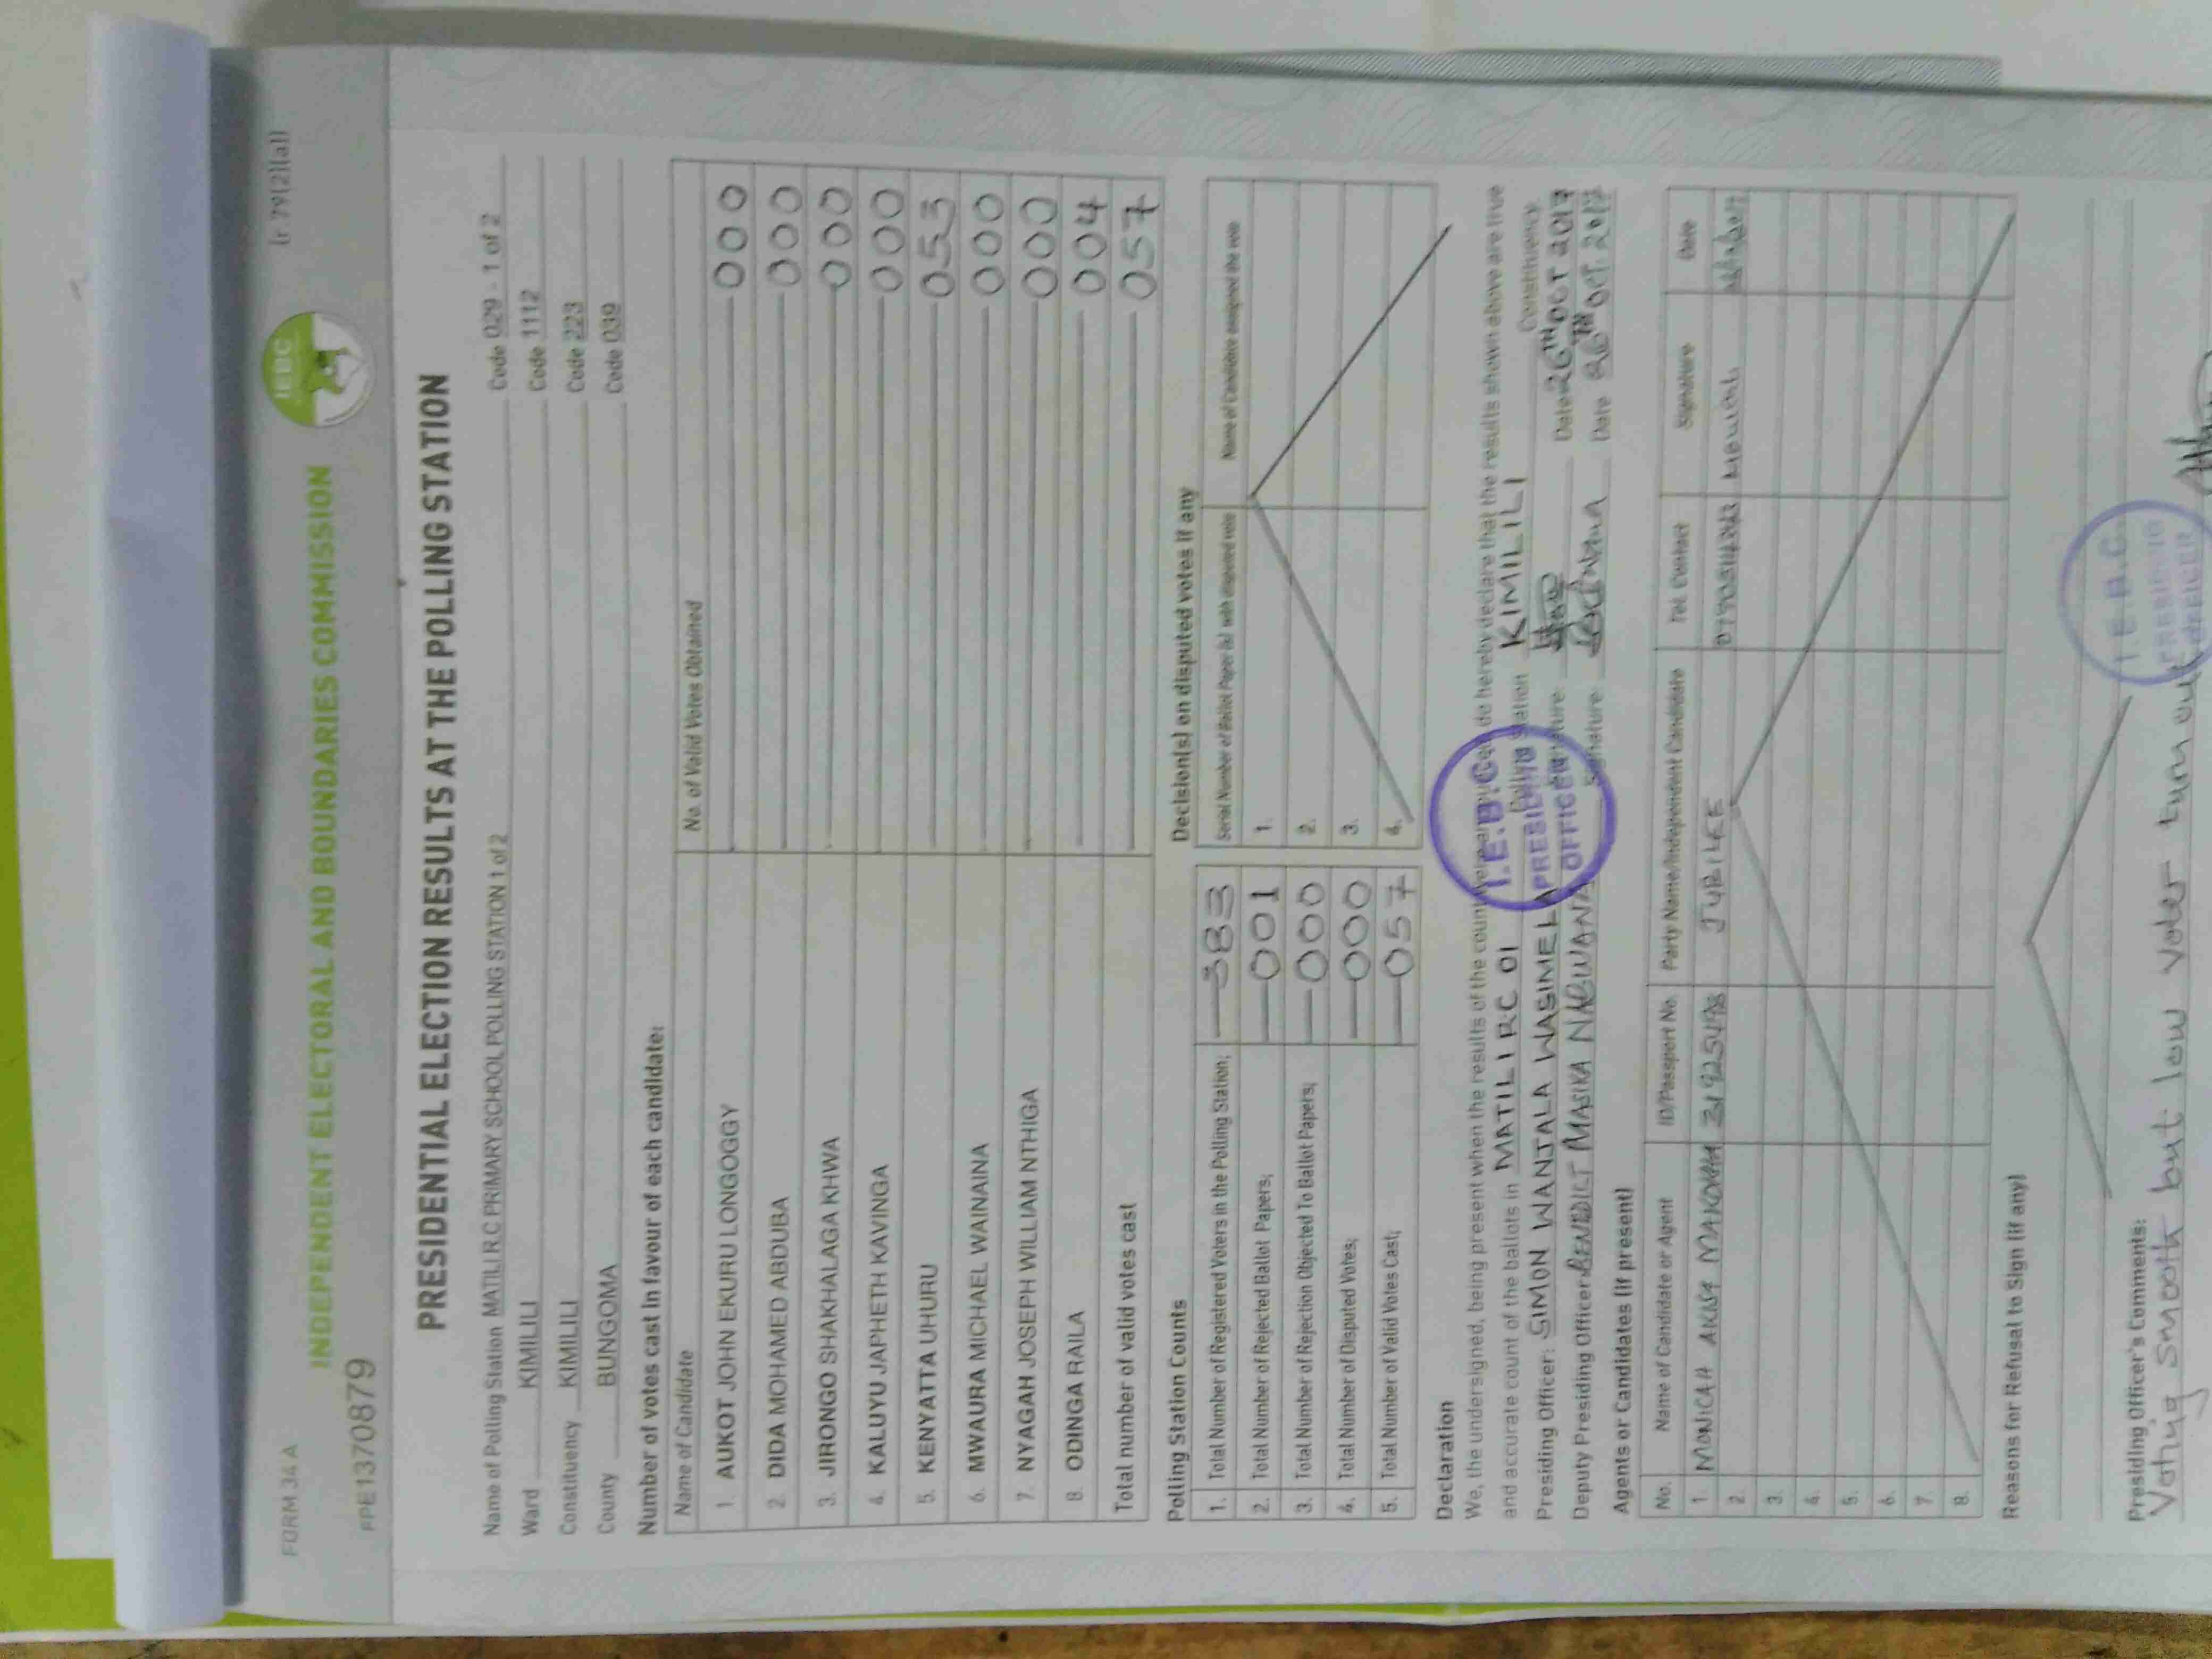 FORM 34 A (r 79(2)(a))
INDEPENDENT ELECTORAL AND BOUNDARIES COMMISSION
IEBC
PPE1370879
PRESIDENTIAL ELECTION RESULTS AT THE POLLING STATION
Name of Polling Station MATILI R.C PRIMARY SCHOOL POLLING STATION 1 of 2 Code 029 - 1 of 2
Ward KIMILILI Code 1112
Constituency KIMILILI Code 223
County BUNGOMA Code 039
Number of votes cast in favour of each candidate:
Name of Candidate No. of Valid Votes Obtained
1. AUKOT JOHN EKURU LONGOGGY 000
2. DIDA MOHAMED ABDUBA 000
3. JIRONGO SHAKHALAGA KHWA 000
4. KALUYU JAPHETH KAVINGA 000
5. KENYATTA UHURU 053
6. MWAURA MICHAEL WAINAINA 000
7. NYAGAH JOSEPH WILLIAM NTHIGA 000
8. ODINGA RAILA 004
Total number of valid votes cast 057
Polling Station Counts
1. Total Number of Registered Voters in the Polling Station; 383
2. Total Number of Rejected Ballot Papers; 001
3. Total Number of Rejection Objected To Ballot Papers; 000
4. Total Number of Disputed Votes; 000
5. Total Number of Valid Votes Cast; 057
Decision(s) on disputed votes if any
Serial Number of Ballot Paper (s) with disputed vote Name of Candidate assigned the vote
1.
2.
3.
4.
Declaration
We, the undersigned, being present when the results of the count were announced, do hereby declare that the results shown above are true
and accurate count of the ballots in MATILI RC 01 Polling Station KIMILILI Constituency
Presiding Officer: SIMON WANJALA WASIMELA Signature Date 26TH OCT 2017
Deputy Presiding Officer BENEDICT MASIKA Signature Date 26TH OCT. 2017
I.E.B.C.
PRESIDING
OFFICER
Agents or Candidates (if present)
No. Name of Candidate or Agent ID/Passport No. Party Name/Independent Candidate Tel. Contact Signature Date
1. MONICAH 31925498 JUBILEE
2.
3.
4.
5.
6.
7.
8.
Reasons for Refusal to Sign (if any)
Presiding Officer's Comments:
Voting smooth but low voter turn out
I.E.B.C.
PRESIDING
OFFICER